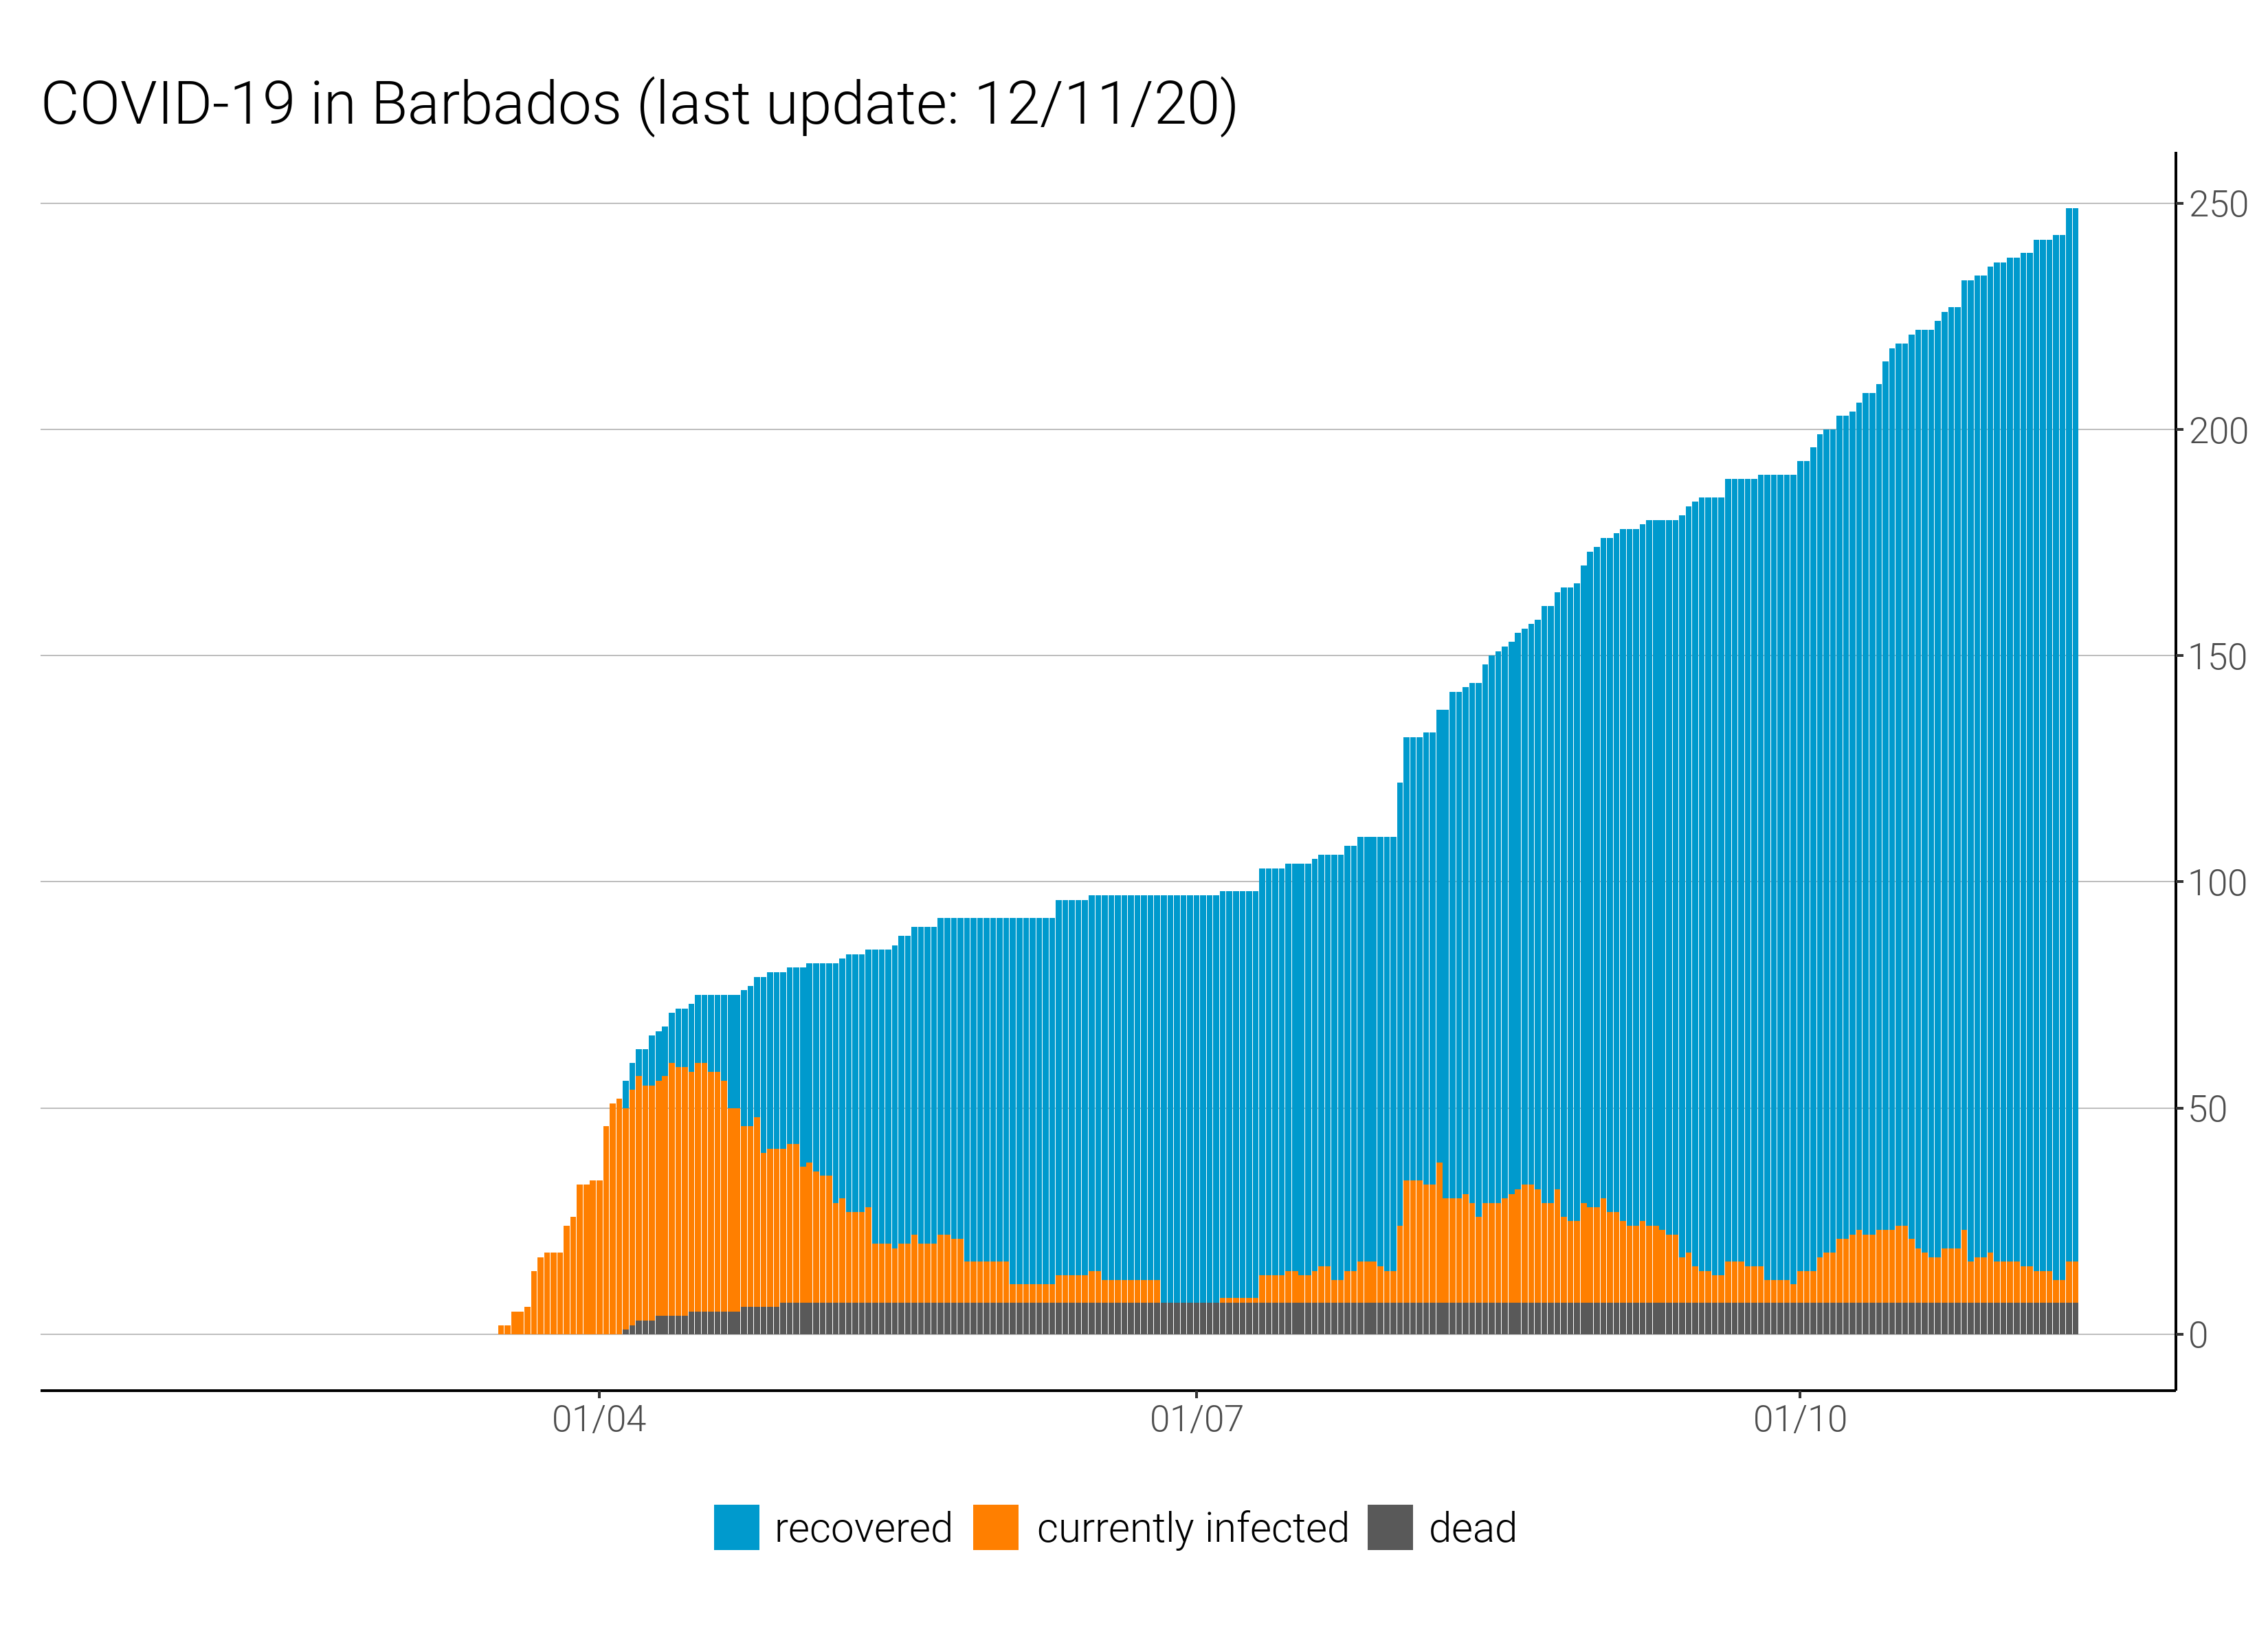 COVID-19 in Barbados (last update: 12/11/20)
250
200
150
100
50
0
01/04 01/07 01/10
recovered currently infected dead